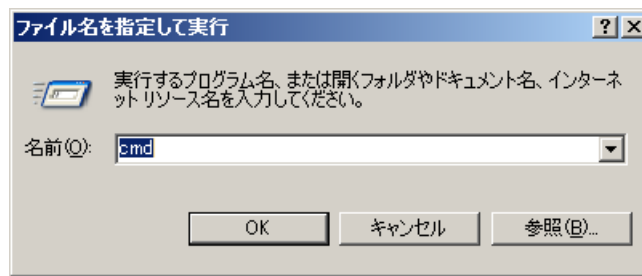 ファイル名を指定して実行
実行するプログラム名、または開くフォルダやドキュメント名、インターネ
ット リソース名を入力してください。
名前(O): cmd
OK キャンセル 参照(B)...